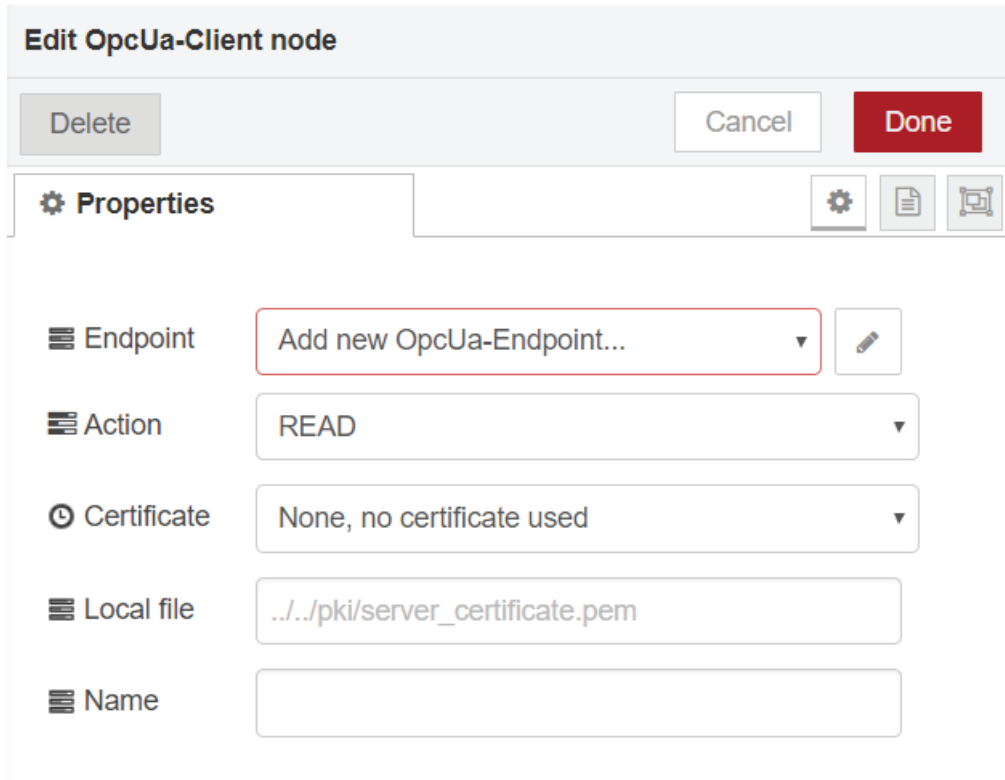 Edit OpcUa-Client node
Delete
Cancel
Done
Properties
Endpoint
Add new OpcUa-Endpoint...
Action
READ
Certificate
None, no certificate used
Local file
../../pki/server_certificate.pem
Name